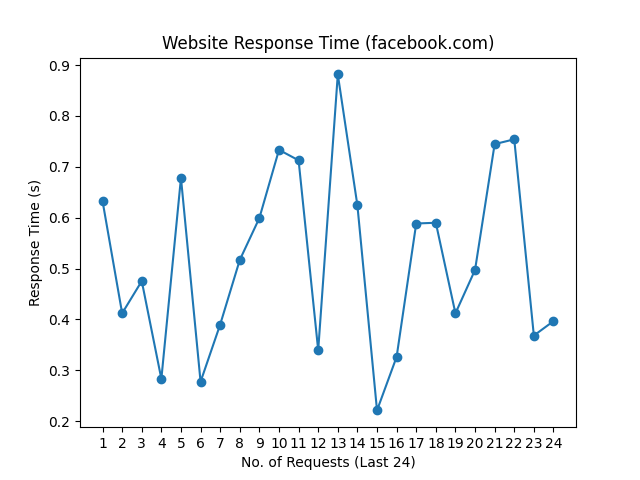 Website Response Time (facebook.com)
Response Time (s)
0.9
0.8
0.7
0.6
0.5
0.4
0.3
0.2
1 2 3 4 5 6 7 8 9 10 11 12 13 14 15 16 17 18 19 20 21 22 23 24
No. of Requests (Last 24)